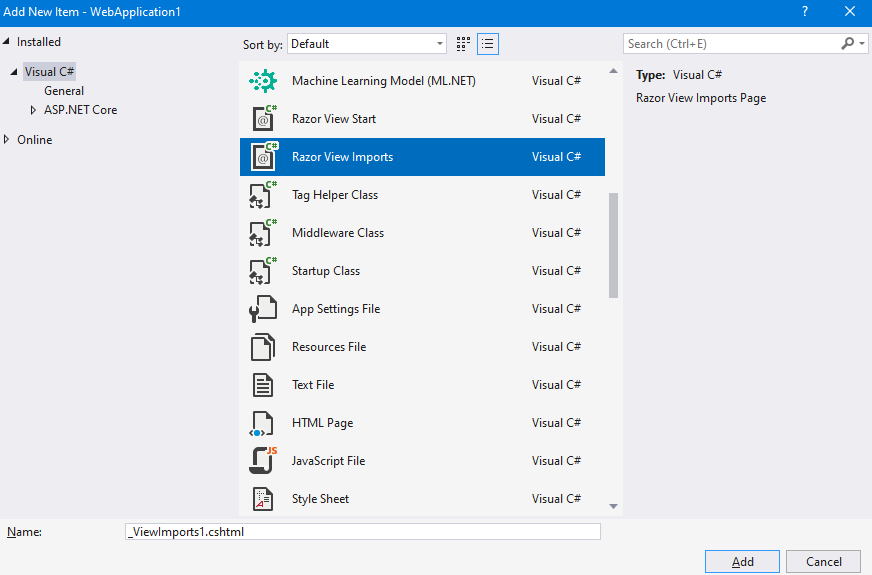 Add New Item - WebApplication1
? ×
Installed
Visual C#
General
ASP.NET Core
Online
Sort by: Default
Search (Ctrl+E)
Machine Learning Model (ML.NET) Visual C#
C# Razor View Start Visual C#
C# Razor View Imports Visual C#
C# Tag Helper Class Visual C#
C# Middleware Class Visual C#
C# Startup Class Visual C#
App Settings File Visual C#
Resources File Visual C#
Text File Visual C#
HTML Page Visual C#
JS JavaScript File Visual C#
Style Sheet Visual C#
Type: Visual C#
Razor View Imports Page
Name: _ViewImports1.cshtml
Add Cancel